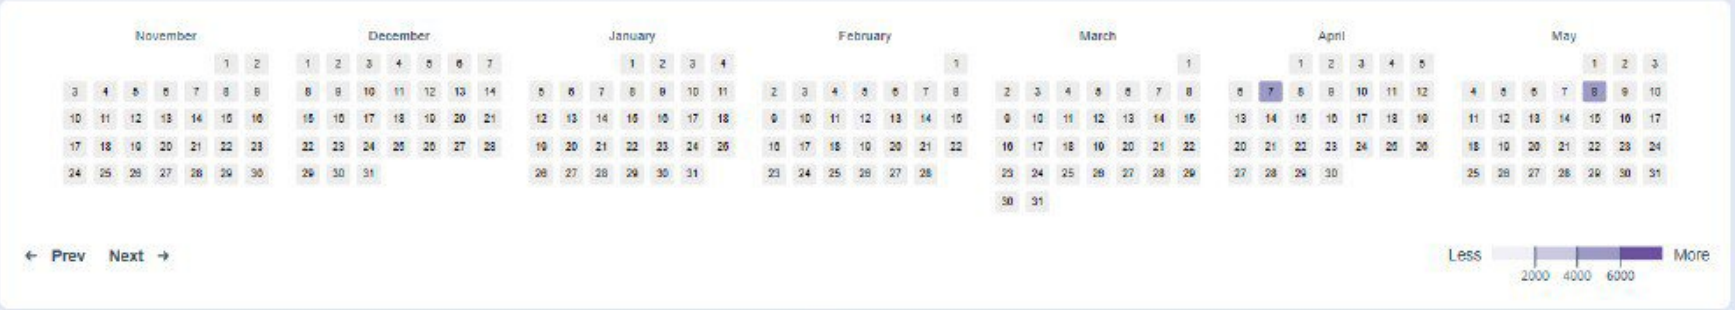 November December January February March April May
1 2 1 2 3 4 5 6 7 1 2 3 4 1 1 1 2 3 4 5 1 2 3
3 4 5 6 7 8 9 8 9 10 11 12 13 14 5 6 7 8 9 10 11 2 3 4 5 6 7 8 2 3 4 5 6 7 8 6 7 8 9 10 11 12 4 5 6 7 8 9 10
10 11 12 13 14 15 16 15 16 17 18 19 20 21 12 13 14 15 16 17 18 9 10 11 12 13 14 15 9 10 11 12 13 14 15 13 14 15 16 17 18 19 11 12 13 14 15 16 17
17 18 19 20 21 22 23 22 23 24 25 26 27 28 19 20 21 22 23 24 25 16 17 18 19 20 21 22 16 17 18 19 20 21 22 20 21 22 23 24 25 26 18 19 20 21 22 23 24
24 25 26 27 28 29 30 29 30 31 26 27 28 29 30 31 23 24 25 26 27 28 23 24 25 26 27 28 29 27 28 29 30 25 26 27 28 29 30 31
30 31
← Prev Next → Less More
2000 4000 6000